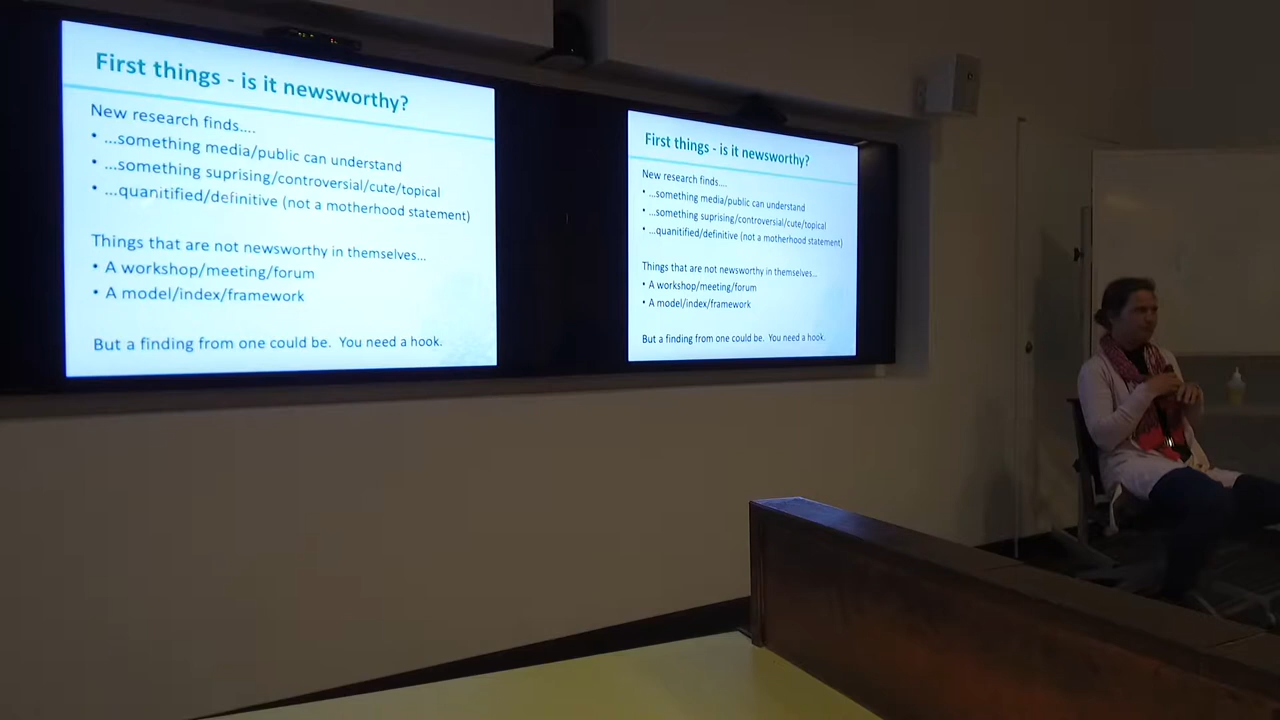 First things - is it newsworthy?
New research finds....
• ...something media/public can understand
• ...something suprising/controversial/cute/topical
• ...quanitified/definitive (not a motherhood statement)
Things that are not newsworthy in themselves...
• A workshop/meeting/forum
• A model/index/framework
But a finding from one could be. You need a hook.
First things - is it newsworthy?
New research finds....
• ...something media/public can understand
• ...something suprising/controversial/cute/topical
• ...quanitified/definitive (not a motherhood statement)
Things that are not newsworthy in themselves...
• A workshop/meeting/forum
• A model/index/framework
But a finding from one could be. You need a hook.